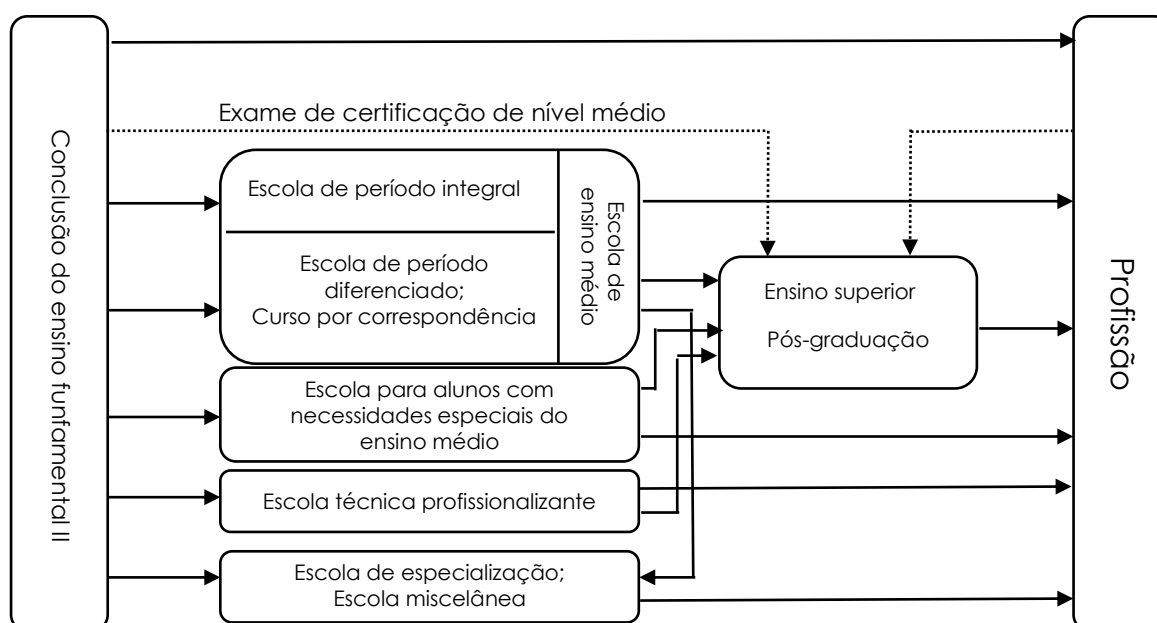 Exame de certificação de nível médio
Conclusão do ensino funfamental II
Escola de período integral
Escola de período
diferenciado;
Curso por correspondência
Escola de
ensino médio
Ensino superior
Pós-graduação
Profissão
Escola para alunos com
necessidades especiais do
ensino médio
Escola técnica profissionalizante
Escola de especialização;
Escola miscelânea